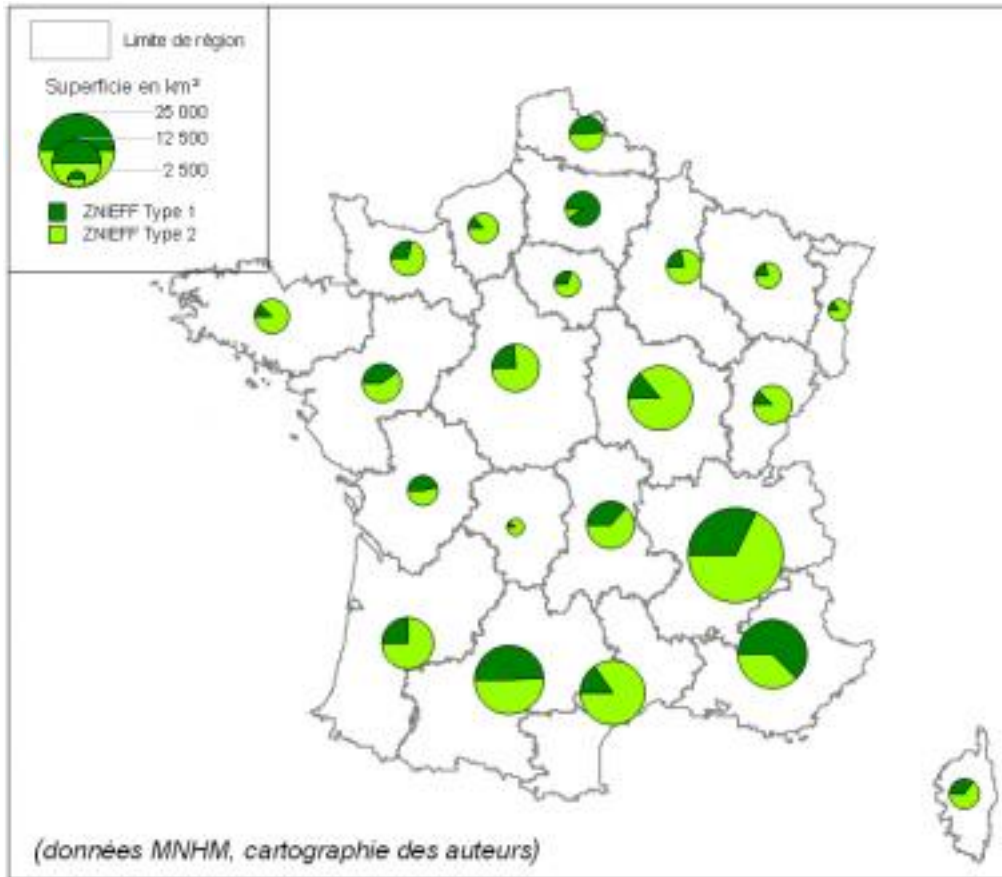 Limite de région
Superficie en km²
25 000
12 500
2 500
ZNIEFF Type 1
ZNIEFF Type 2
(données MNHM, cartographie des auteurs)